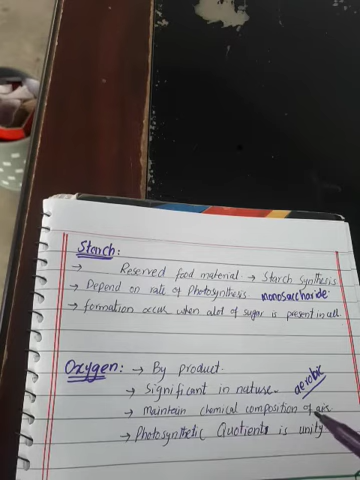 Starch:
→ Reserved food material → Starch synthesis
→ Depend on rate of Photosynthesis monosaccharide
→ formation occurs when alot of sugar is present in cell.
Oxygen: → By product.
→ Significant in nature. aerobic
→ Maintain chemical composition of air.
→ Photosynthetic Quotient is unity